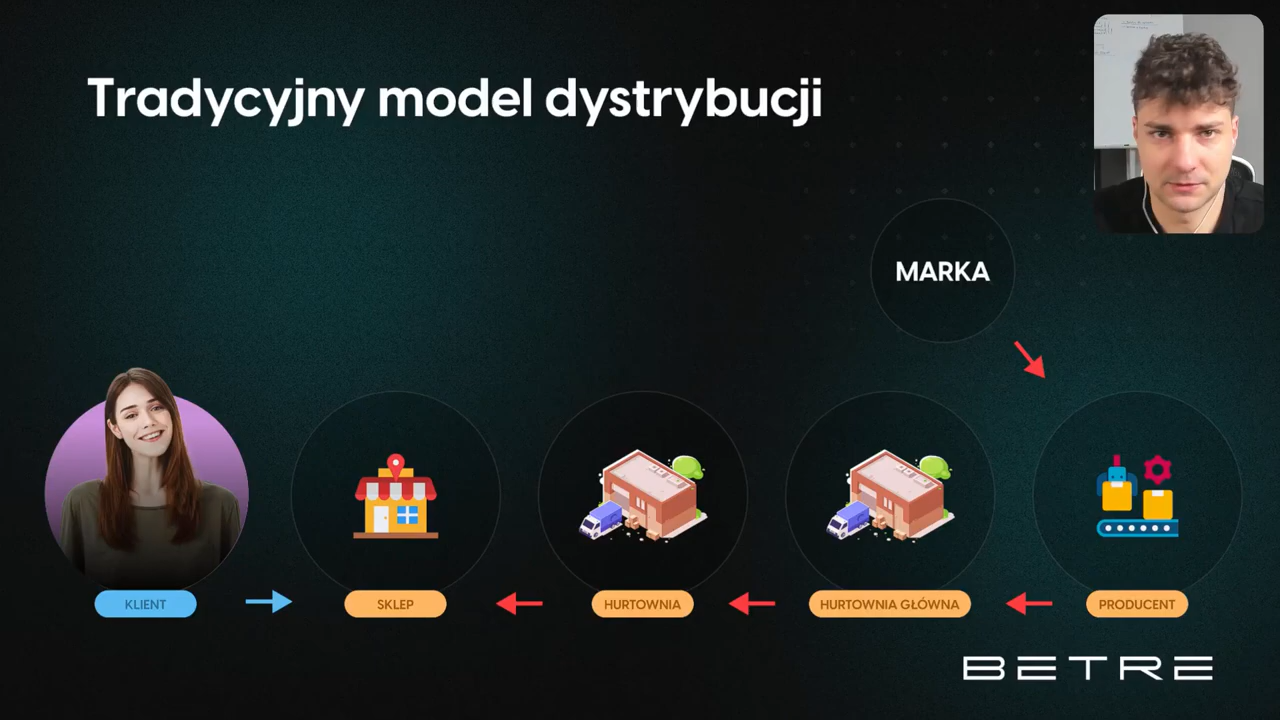 Tradycyjny model dystrybucji
MARKA
KLIENT
SKLEP
HURTOWNIA
HURTOWNIA GŁÓWNA
PRODUCENT
BETRE